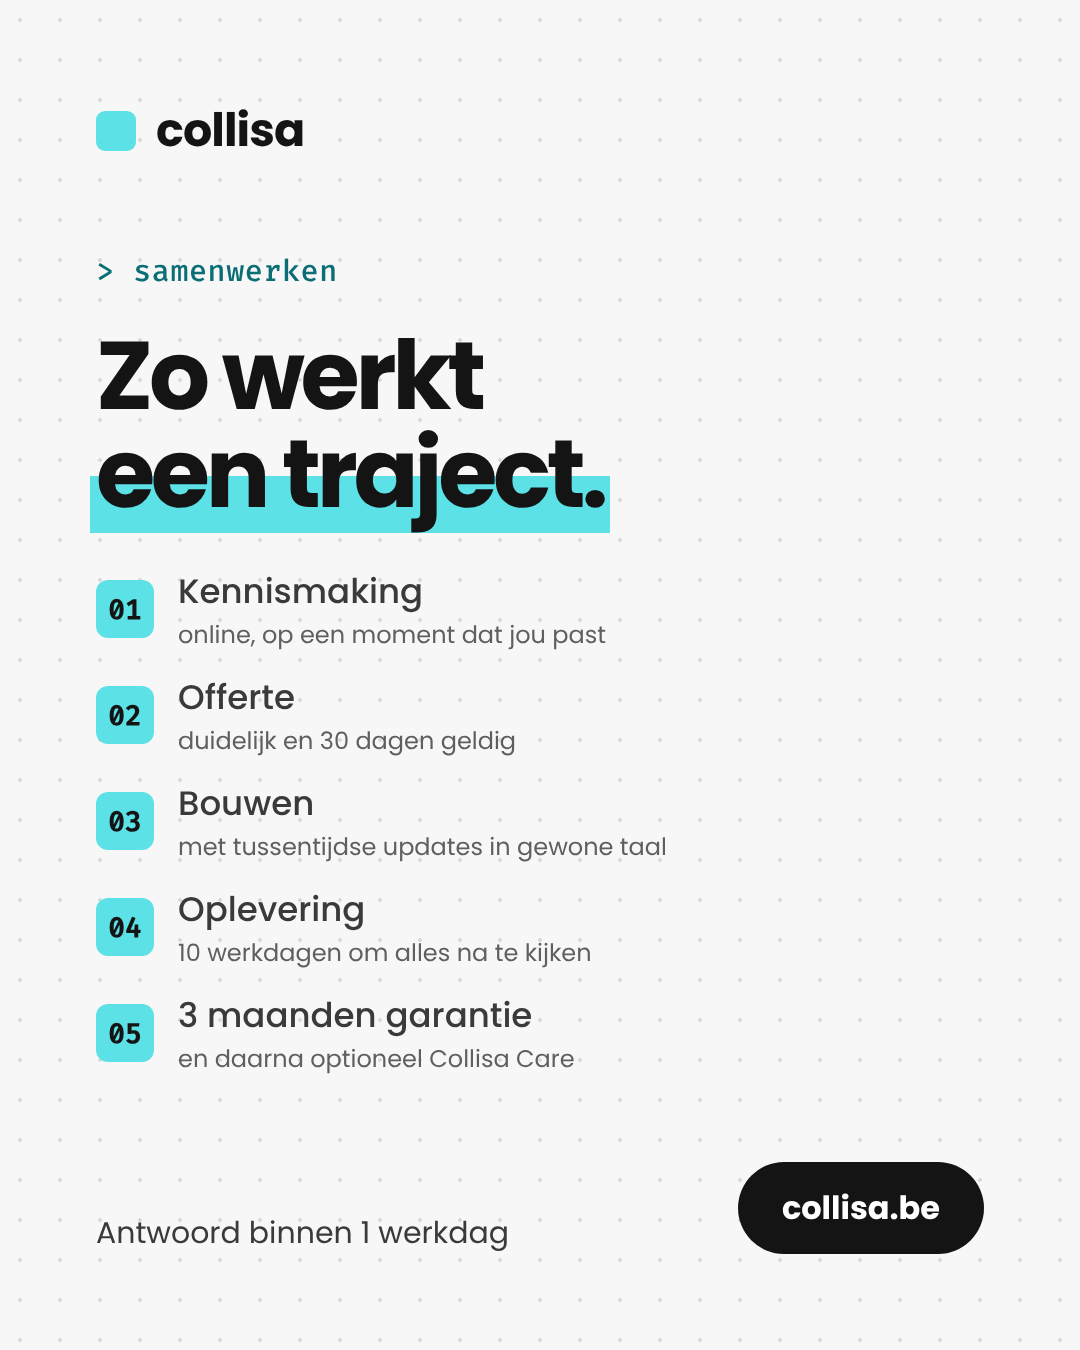 collisa
> samenwerken
Zo werkt
een traject.
01 Kennismaking
online, op een moment dat jou past
02 Offerte
duidelijk en 30 dagen geldig
03 Bouwen
met tussentijdse updates in gewone taal
04 Oplevering
10 werkdagen om alles na te kijken
05 3 maanden garantie
en daarna optioneel Collisa Care
Antwoord binnen 1 werkdag
collisa.be